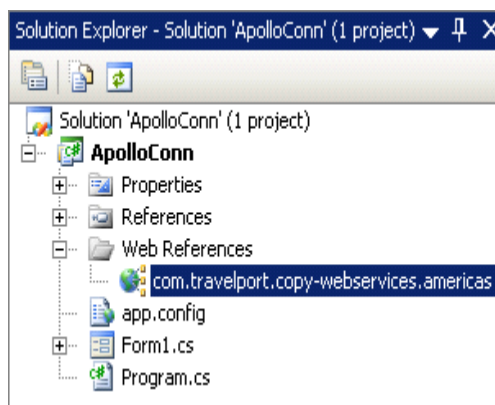 Solution Explorer - Solution 'ApolloConn' (1 project)
Solution 'ApolloConn' (1 project)
ApolloConn
Properties
References
Web References
com.travelport.copy-webservices.americas
app.config
Form1.cs
Program.cs